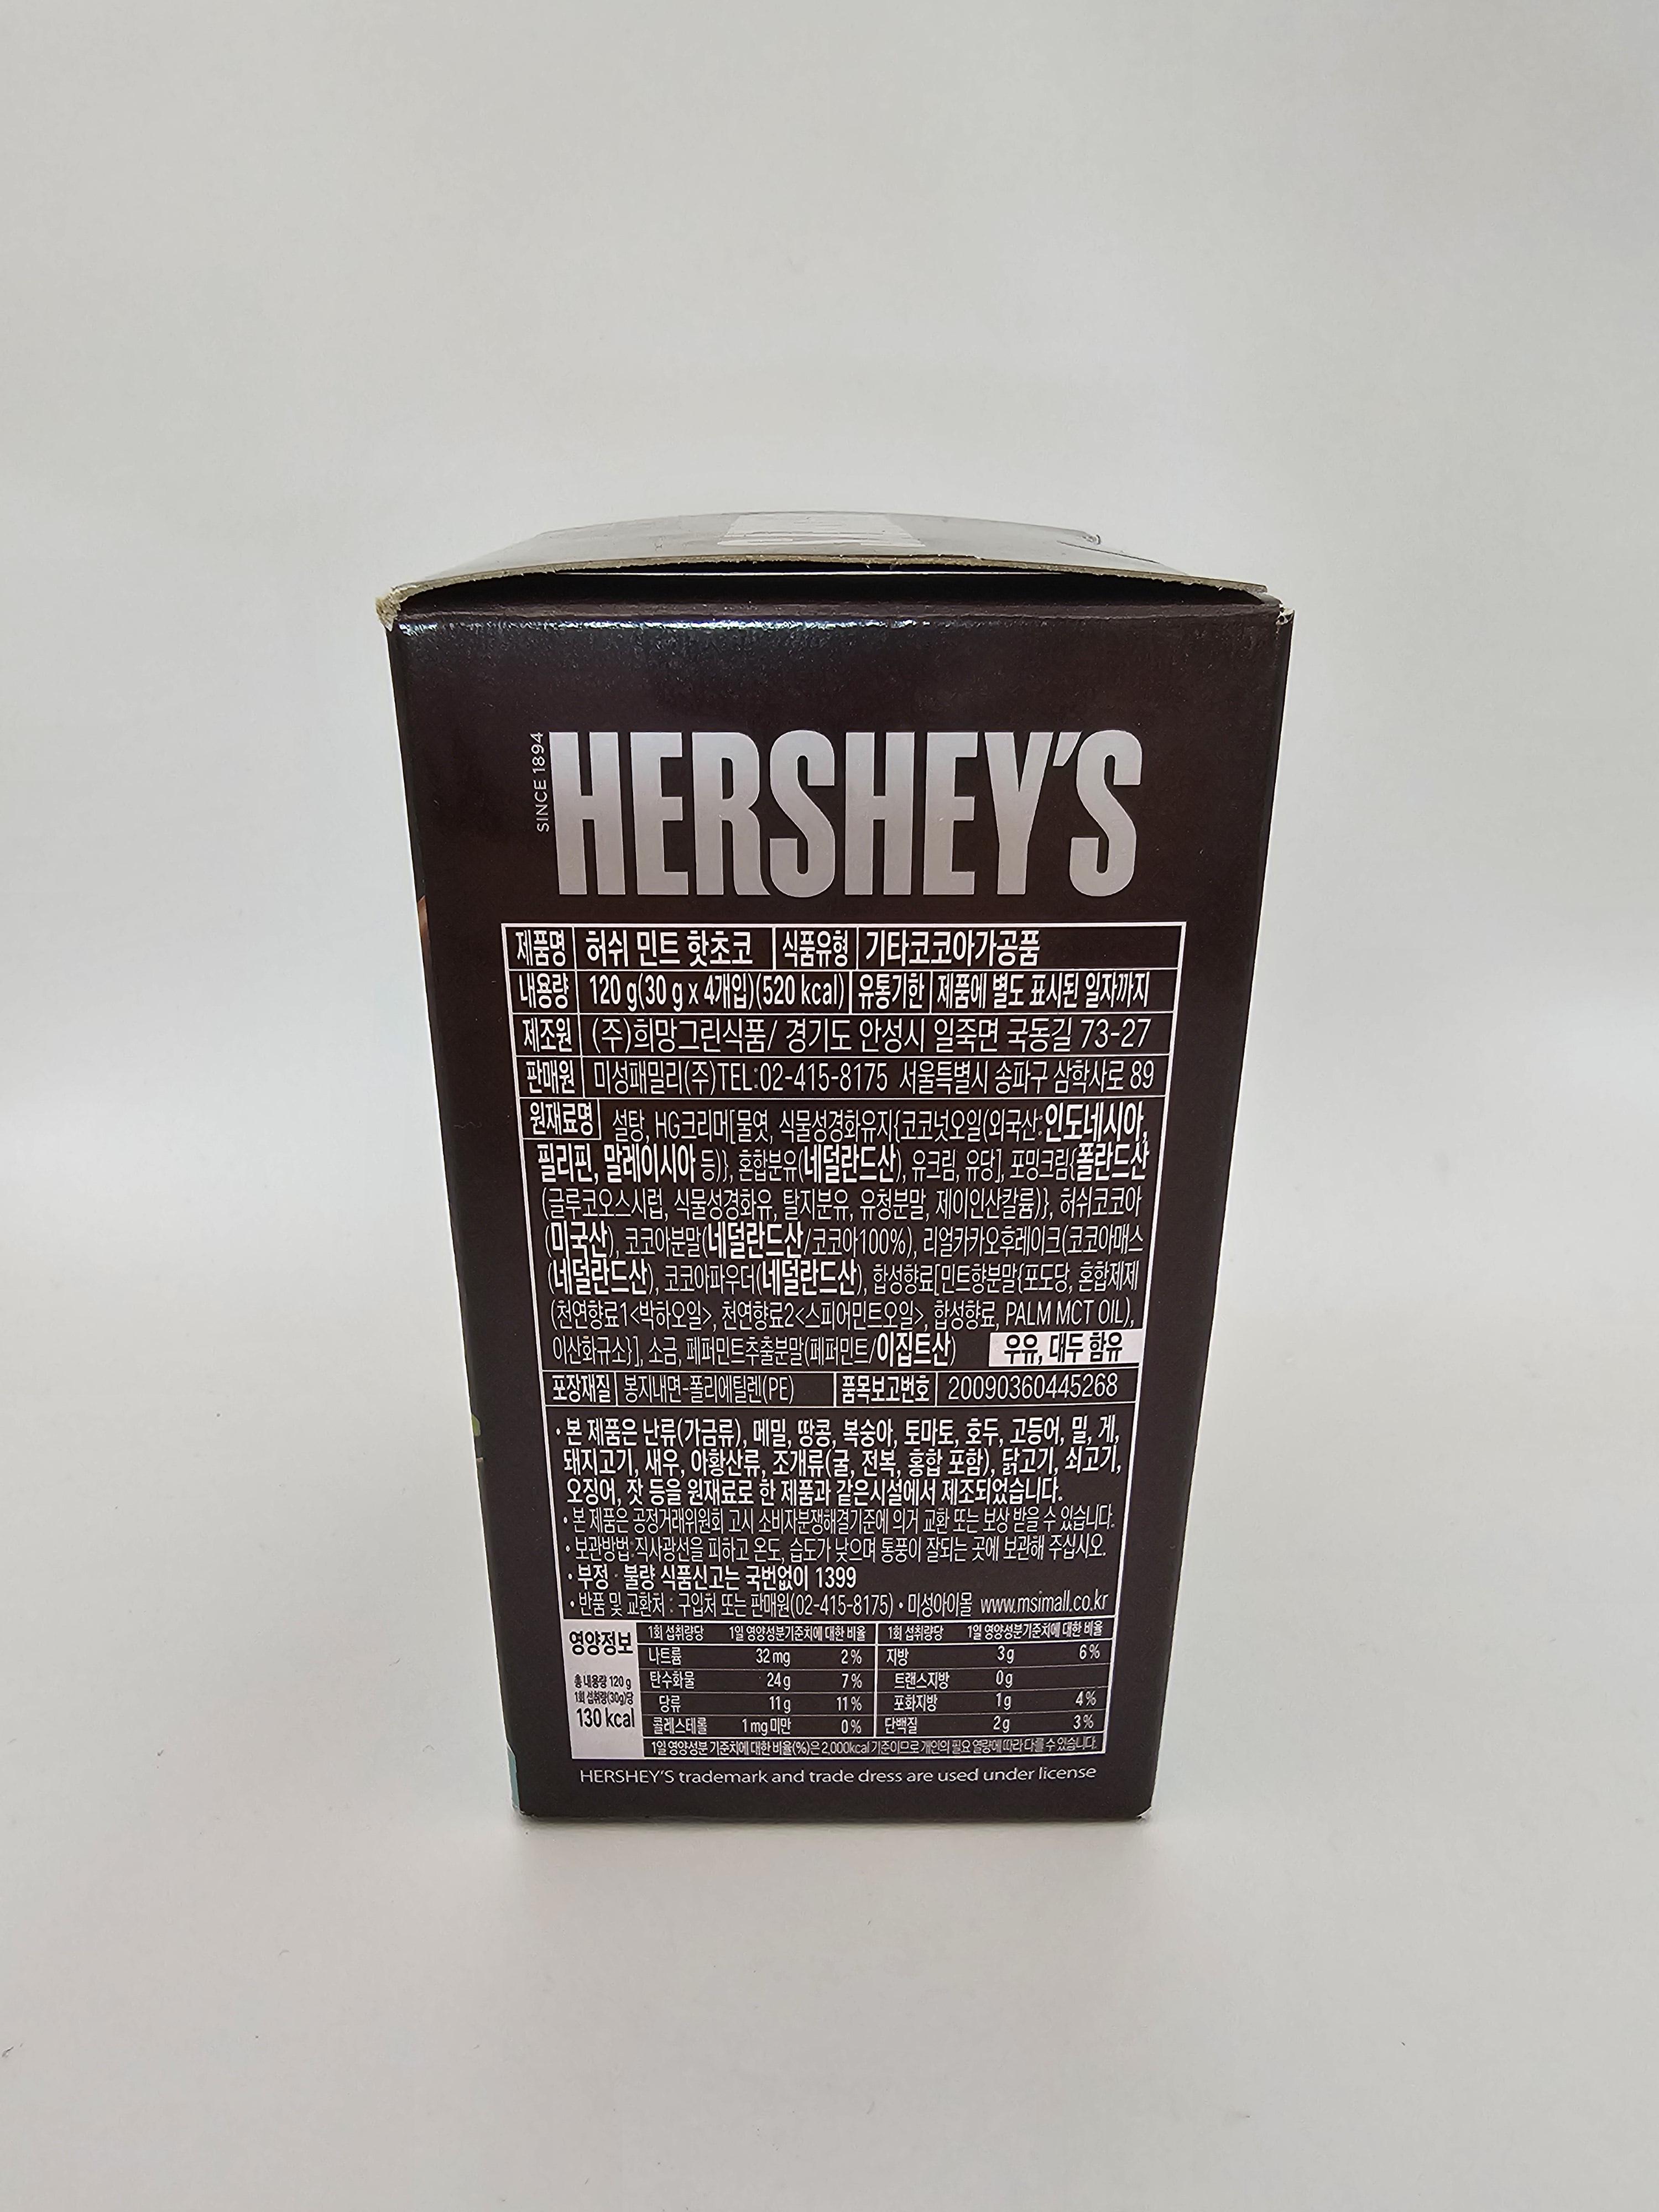 SINCE 1894
HERSHEY'S
제품명 허쉬 민트 핫초코 식품유형 기타코코아가공품
내용량 120 g(30 g x 4개입)(520 kcal) 유통기한 제품에 별도 표시된 일자까지
제조원 (주)희망그린식품/ 경기도 안성시 일죽면 국동길 73-27
판매원 미성패밀리(주)TEL:02-415-8175 서울특별시 송파구 삼학사로 89
원재료명 설탕, HG크리머[물엿, 식물성경화유지{코코넛오일(외국산:인도네시아,
필리핀, 말레이시아 등)}, 혼합분유(네덜란드산), 유크림, 유당], 포밍크림{폴란드산
(글루코오스시럽, 식물성경화유, 탈지분유, 유청분말, 제이인산칼륨)}, 허쉬코코아
(미국산), 코코아분말(네덜란드산/코코아100%), 리얼카카오후레이크(코코아매스
(네덜란드산), 코코아파우더(네덜란드산), 합성향료[민트향분말{포도당, 혼합제제
(천연향료1<박하오일>, 천연향료2<스피어민트오일>, 합성향료, PALM MCT OIL),
이산화규소}], 소금, 페퍼민트추출분말(페퍼민트/이집트산) 우유, 대두 함유
포장재질 봉지내면-폴리에틸렌(PE) 품목보고번호 20090360445268
• 본 제품은 난류(가금류), 메밀, 땅콩, 복숭아, 토마토, 호두, 고등어, 밀, 게,
돼지고기, 새우, 아황산류, 조개류(굴, 전복, 홍합 포함), 닭고기, 쇠고기,
오징어, 잣 등을 원재료로 한 제품과 같은시설에서 제조되었습니다.
• 본 제품은 공정거래위원회 고시 소비자분쟁해결기준에 의거 교환 또는 보상 받을 수 있습니다.
• 보관방법:직사광선을 피하고 온도, 습도가 낮으며 통풍이 잘되는 곳에 보관해 주십시오.
• 부정 · 불량 식품신고는 국번없이 1399
• 반품 및 교환처 : 구입처 또는 판매원(02-415-8175) • 미성아이몰 www.msimall.co.kr
영양정보 1회 섭취량당 1일 영양성분기준치에 대한 비율 1회 섭취량당 1일 영양성분기준치에 대한 비율
나트륨 32 mg 2% 지방 3 g 6%
총 내용량 120 g 탄수화물 24 g 7% 트랜스지방 0 g
1회 섭취량(30g)당 당류 11 g 11% 포화지방 1 g 4%
130 kcal 콜레스테롤 1 mg 미만 0% 단백질 2 g 3%
1일 영양성분 기준치에 대한 비율(%)은 2,000kcal 기준이므로 개인의 필요 열량에 따라 다를 수 있습니다.
HERSHEY'S trademark and trade dress are used under license